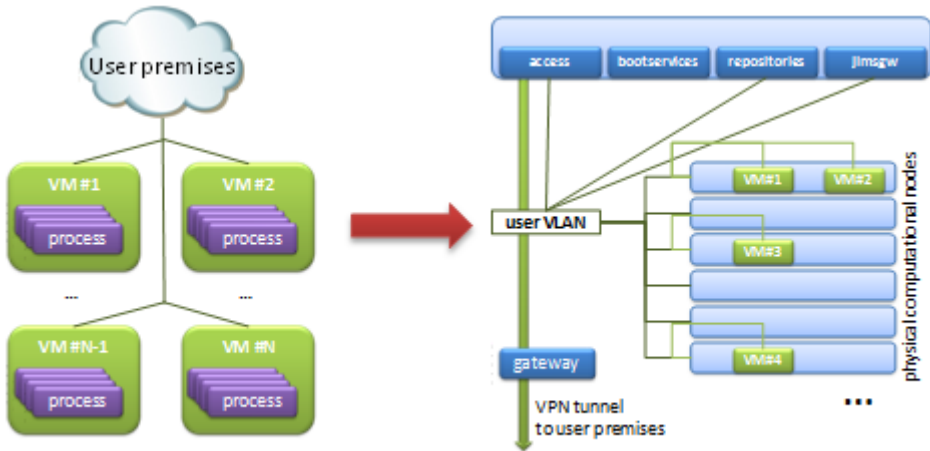 User premises
VM #1
process
VM #2
process
...
...
VM #N-1
process
VM #N
process
access
bootservices
repositories
jimsgw
VM#1
VM#2
user VLAN
VM#3
VM#4
physical computational nodes
gateway
...
VPN tunnel
to user premises